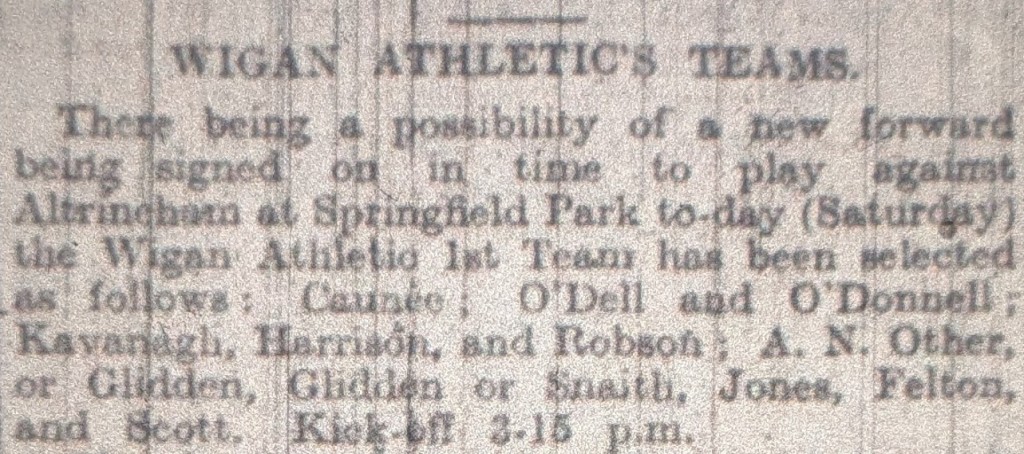 WIGAN ATHLETIC'S TEAMS.
There being a possibility of a new forward
being signed on in time to play against
Altrincham at Springfield Park to-day (Saturday)
the Wigan Athletic 1st Team has been selected
as follows: Caunce; O'Dell and O'Donnell;
Kavanagh, Harrison, and Robson; A. N. Other,
or Glidden, Glidden or Snaith, Jones, Felton,
and Scott. Kick-off 3-15 p.m.